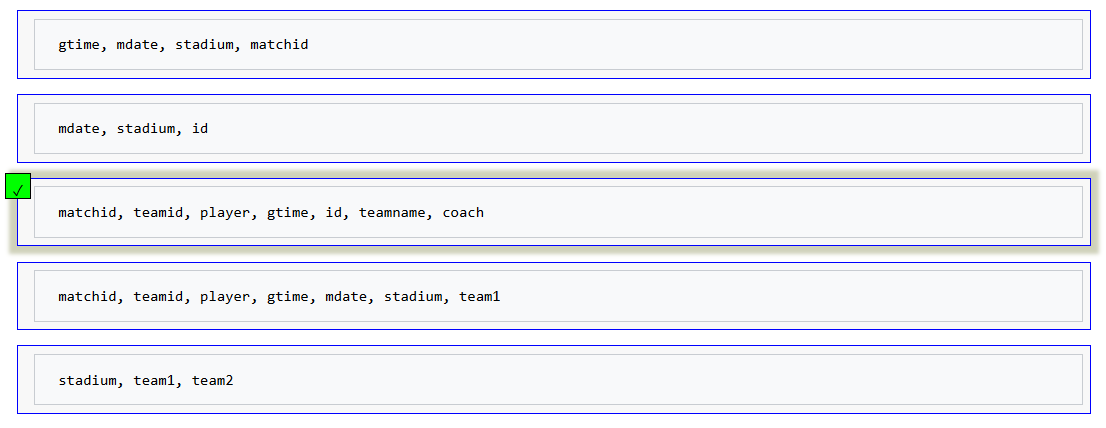 gtime, mdate, stadium, matchid
mdate, stadium, id
✓
matchid, teamid, player, gtime, id, teamname, coach
matchid, teamid, player, gtime, mdate, stadium, team1
stadium, team1, team2